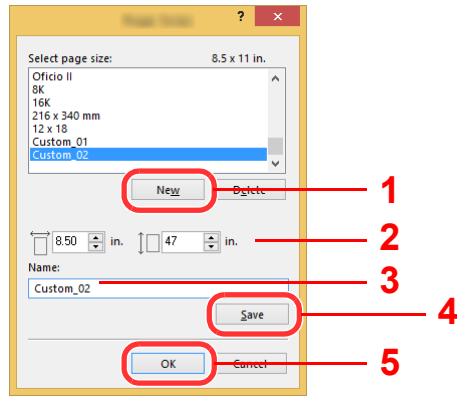 ?
Select page size: 8.5 x 11 in.
Oficio II
8K
16K
216 x 340 mm
12 x 18
Custom_01
Custom_02
New Delete 1
8.50 in. 47 in. 2
Name: 3
Custom_02
Save 4
OK Cancel 5